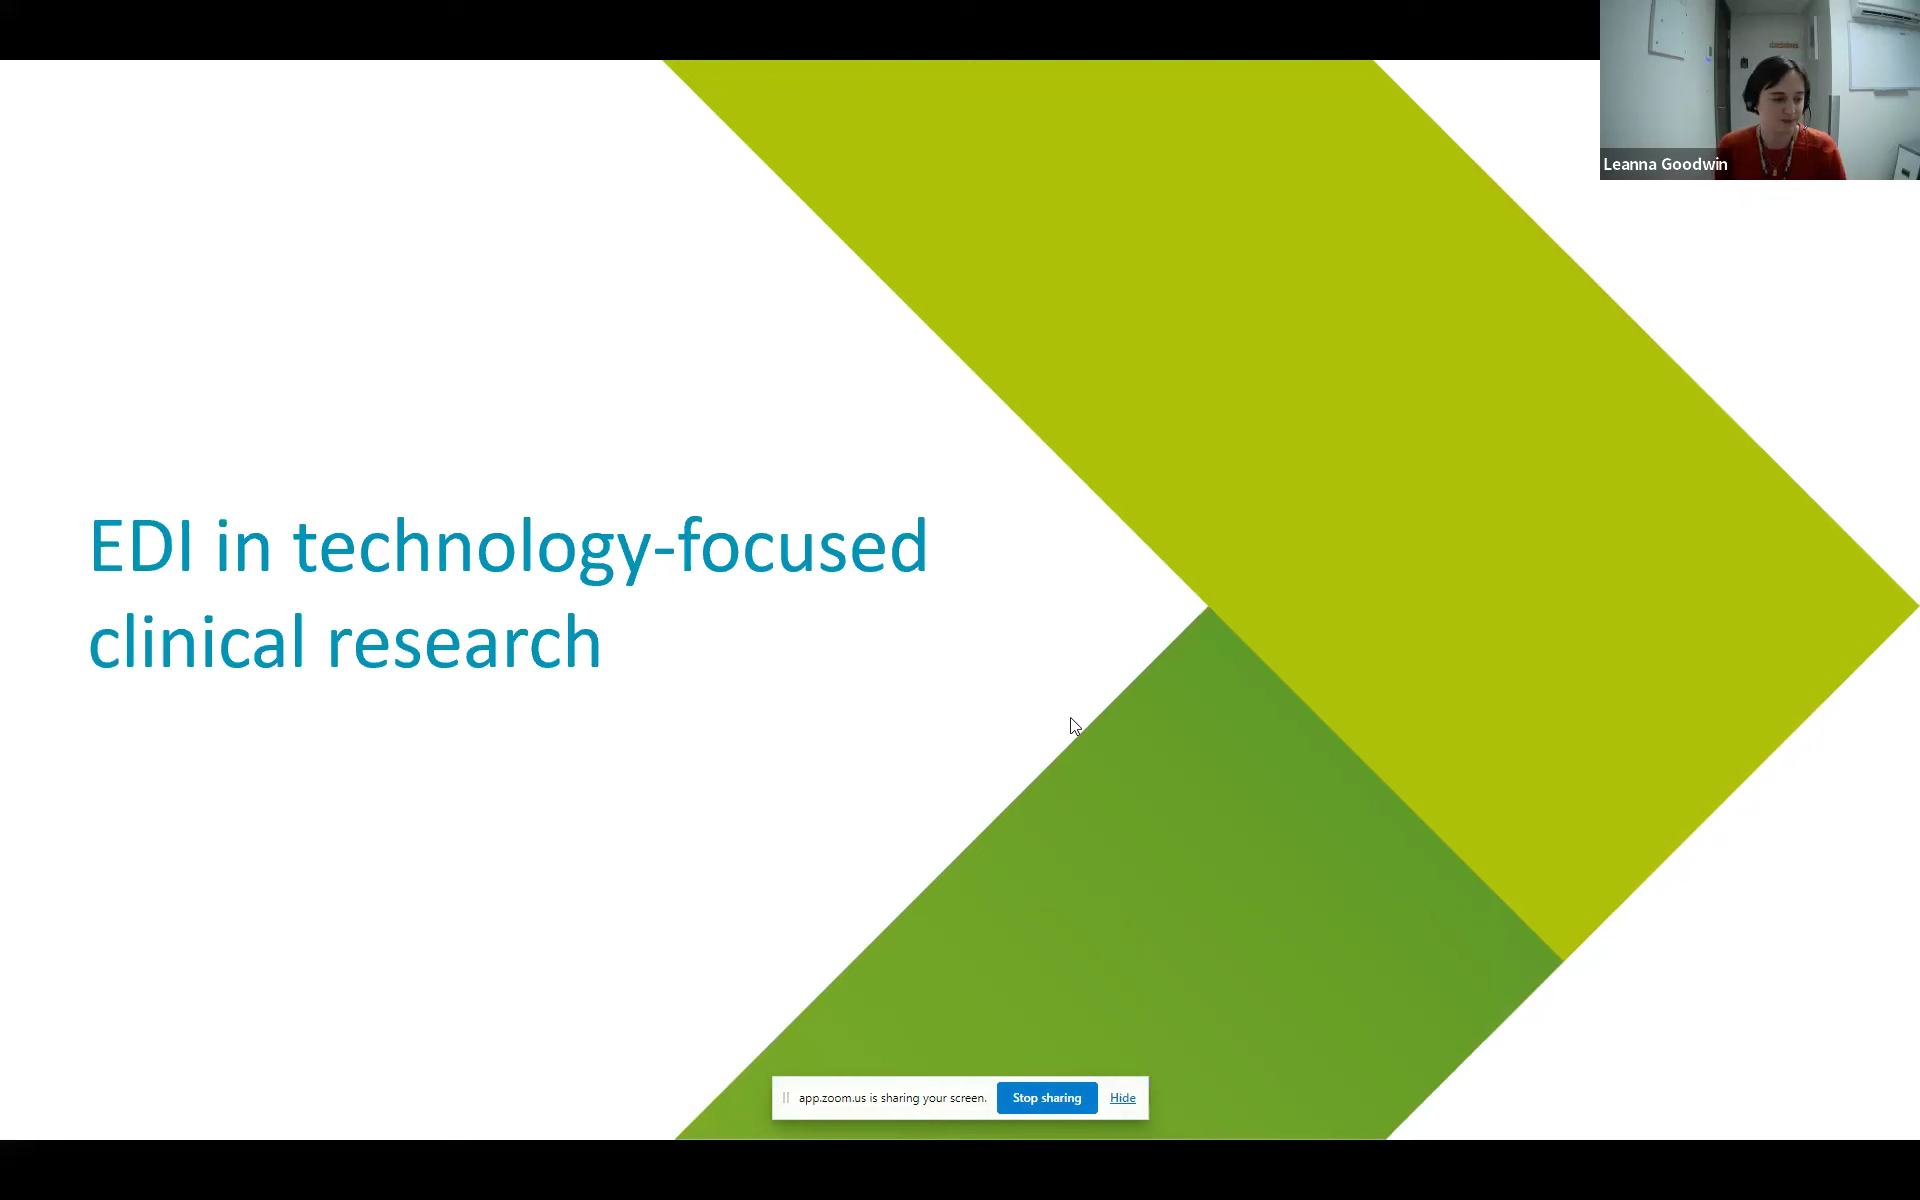 Leanna Goodwin
EDI in technology-focused
clinical research
app.zoom.us is sharing your screen.
Stop sharing
Hide